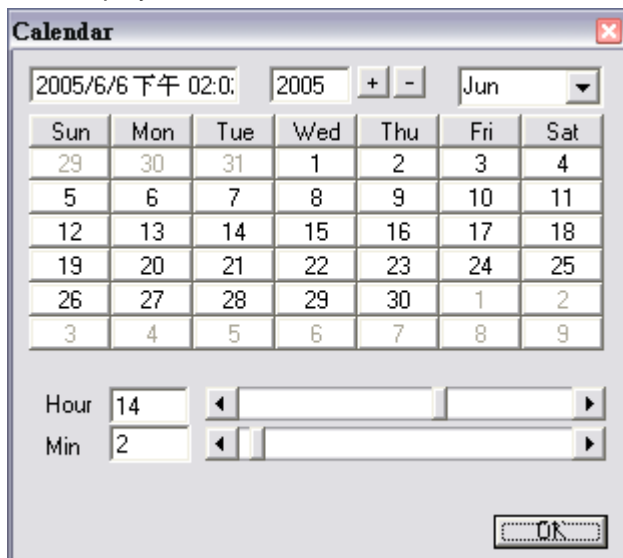 Calendar
2005/6/6 下午 02:0
2005 + - Jun
Sun Mon Tue Wed Thu Fri Sat
29 30 31 1 2 3 4
5 6 7 8 9 10 11
12 13 14 15 16 17 18
19 20 21 22 23 24 25
26 27 28 29 30 1 2
3 4 5 6 7 8 9
Hour 14
Min 2
OK